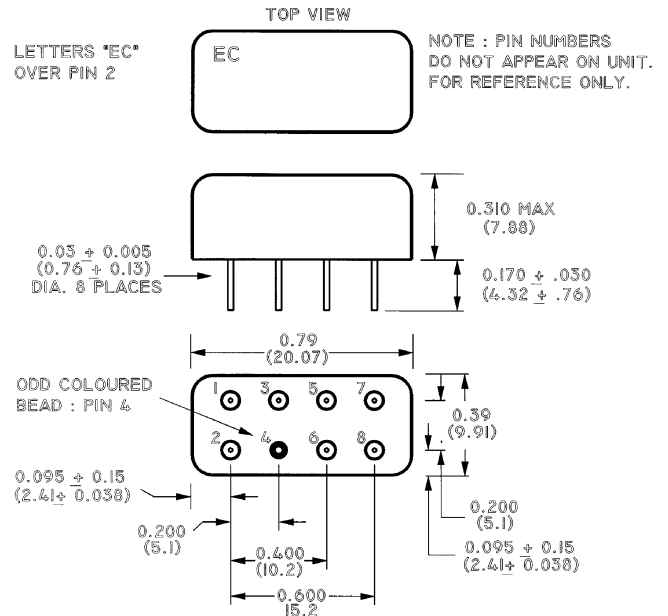 TOP VIEW
LETTERS "EC"
OVER PIN 2
EC
NOTE : PIN NUMBERS
DO NOT APPEAR ON UNIT.
FOR REFERENCE ONLY.
0.310 MAX
(7.88)
0.03 ± 0.005
(0.76 ± 0.13)
DIA. 8 PLACES
0.170 ± .030
(4.32 ± .76)
0.79
(20.07)
ODD COLOURED
BEAD : PIN 4
1 3 5 7
2 4 6 8
0.39
(9.91)
0.095 ± 0.15
(2.41± 0.038)
0.200
(5.1)
0.400
(10.2)
0.600
15.2
0.200
(5.1)
0.095 ± 0.15
(2.41± 0.038)